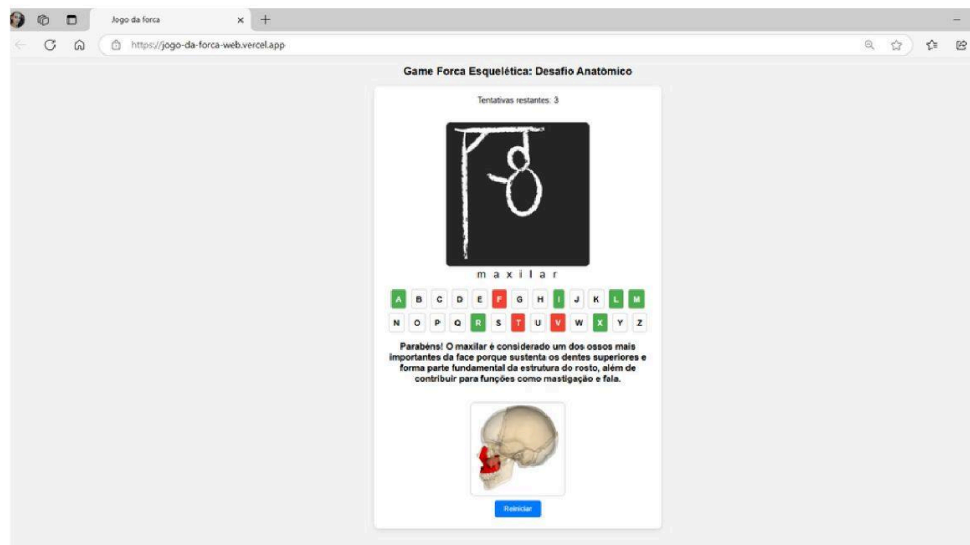 Jogo da forca
https://jogo-da-forca-web.vercel.app
Game Forca Esquelética: Desafio Anatômico
Tentativas restantes: 3
m a x i l a r
A B C D E F G H I J K L M
N O P Q R S T U V W X Y Z
Parabéns! O maxilar é considerado um dos ossos mais
importantes da face porque sustenta os dentes superiores e
forma parte fundamental da estrutura do rosto, além de
contribuir para funções como mastigação e fala.
Reiniciar